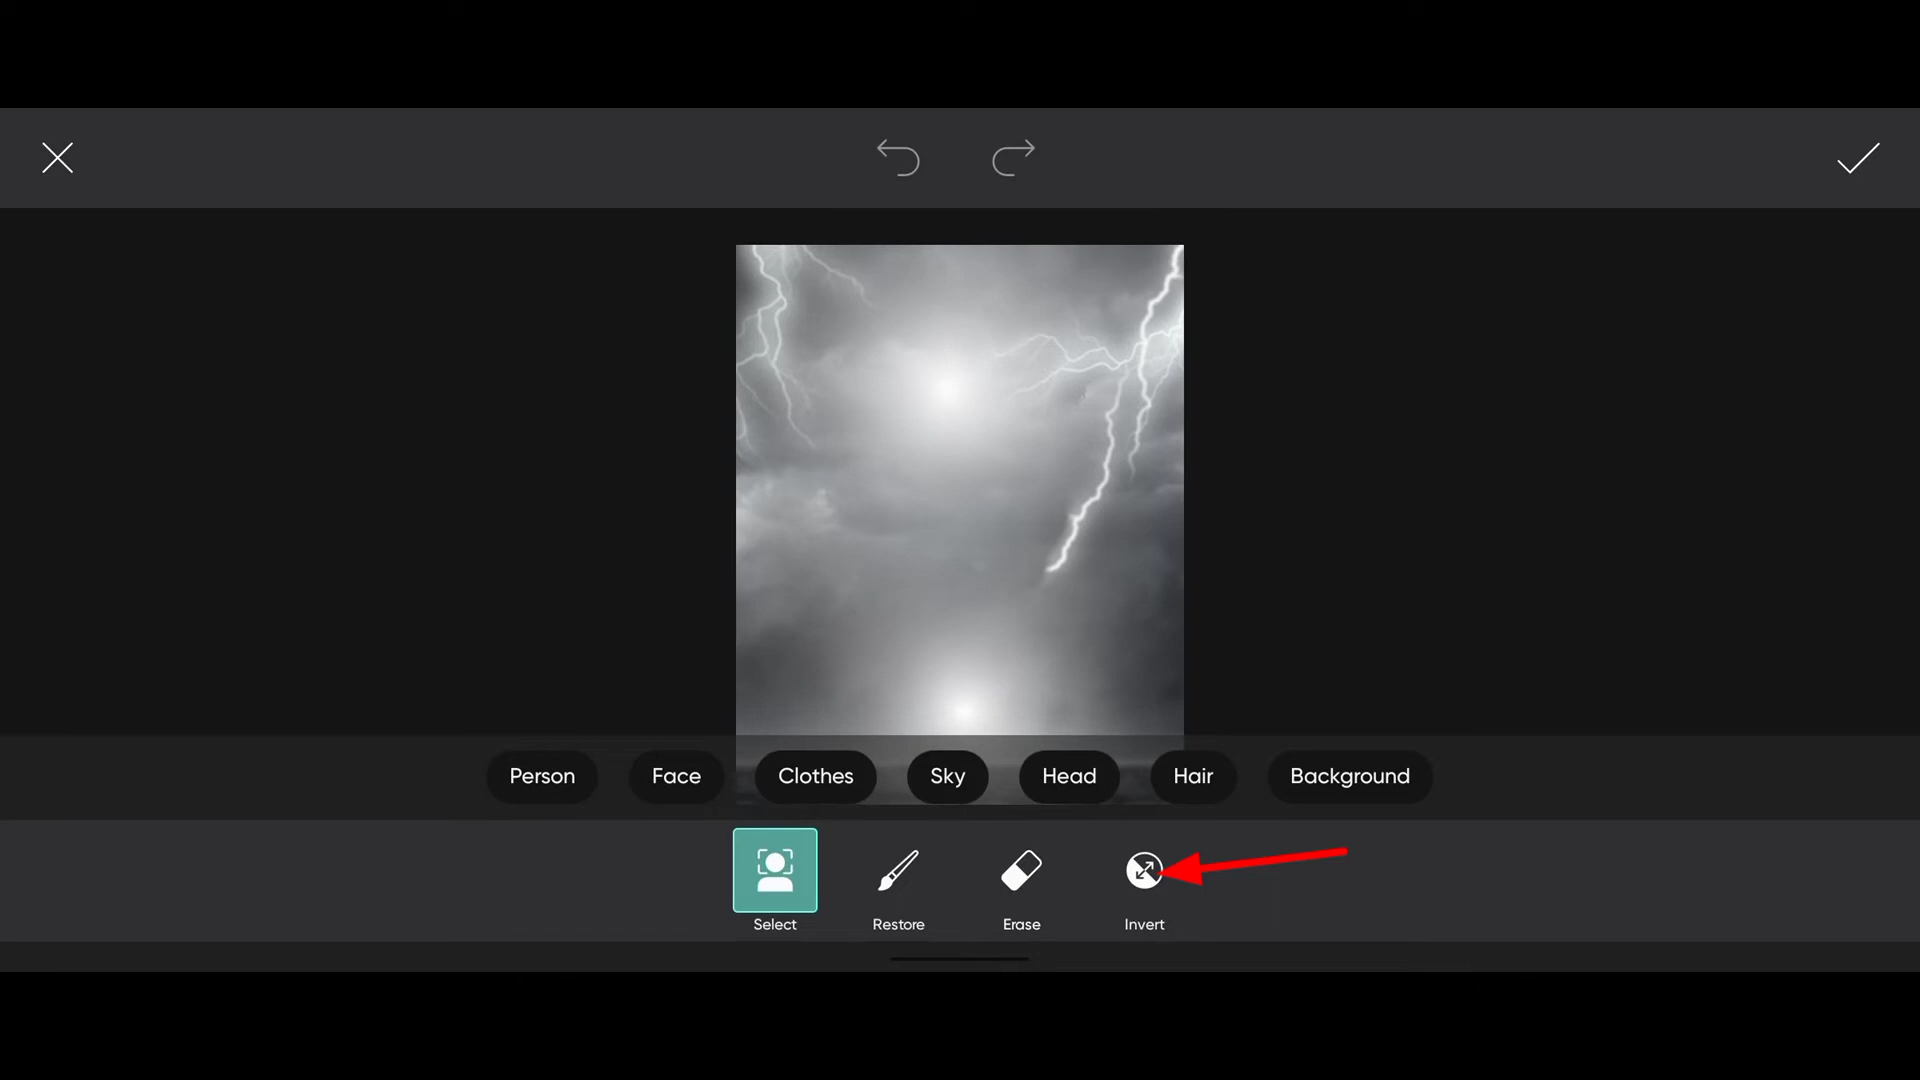 Person Face Clothes Sky Head Hair Background
Select Restore Erase Invert